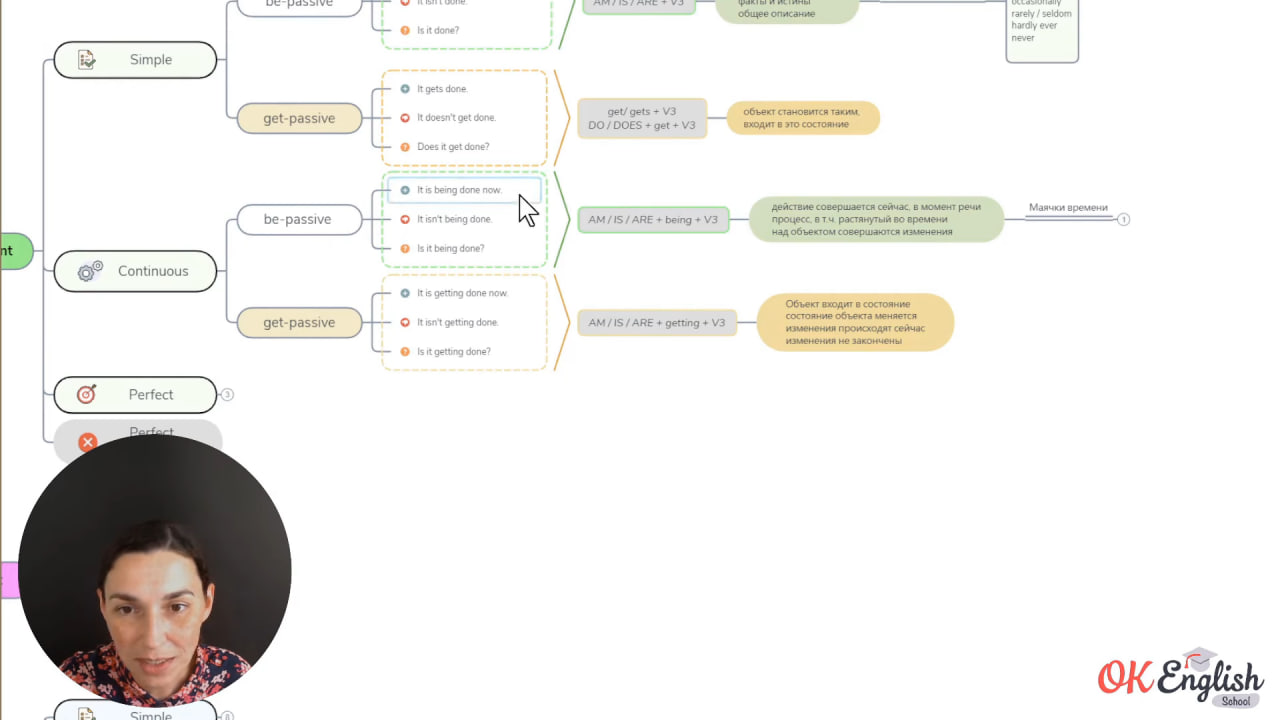 be-passive
It isn't done.
Is it done?
AM / IS / ARE + V3
факты и истины
общее описание
occasionally
rarely / seldom
hardly ever
never
Simple
get-passive
It gets done.
It doesn't get done.
Does it get done?
get/ gets + V3
DO / DOES + get + V3
объект становится таким,
входит в это состояние
nt
Continuous
be-passive
It is being done now.
It isn't being done.
Is it being done?
AM / IS / ARE + being + V3
действие совершается сейчас, в момент речи
процесс, в т.ч. растянутый во времени
над объектом совершаются изменения
Маячки времени
1
get-passive
It is getting done now.
It isn't getting done.
Is it getting done?
AM / IS / ARE + getting + V3
Объект входит в состояние
состояние объекта меняется
изменения происходят сейчас
изменения не закончены
Perfect
3
Perfect
Simple
8
OK English
School